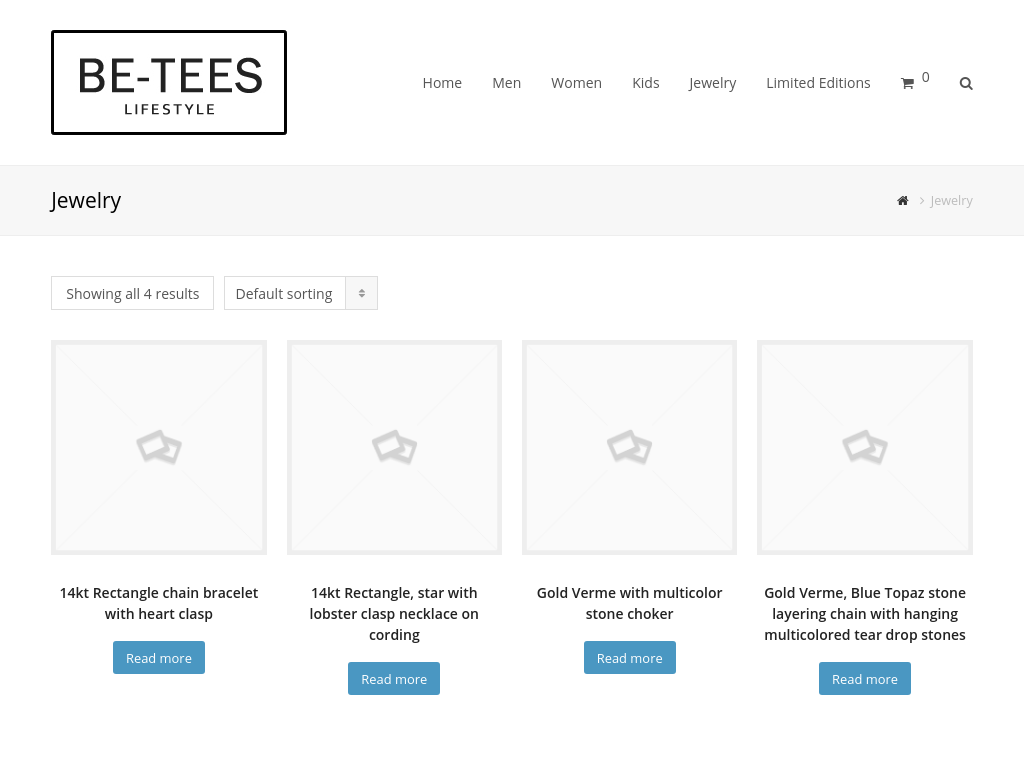 BE-TEES
LIFESTYLE
Home Men Women Kids Jewelry Limited Editions 0
Jewelry
Jewelry
Showing all 4 results
Default sorting
14kt Rectangle chain bracelet
with heart clasp
Read more
14kt Rectangle, star with
lobster clasp necklace on
cording
Read more
Gold Verme with multicolor
stone choker
Read more
Gold Verme, Blue Topaz stone
layering chain with hanging
multicolored tear drop stones
Read more